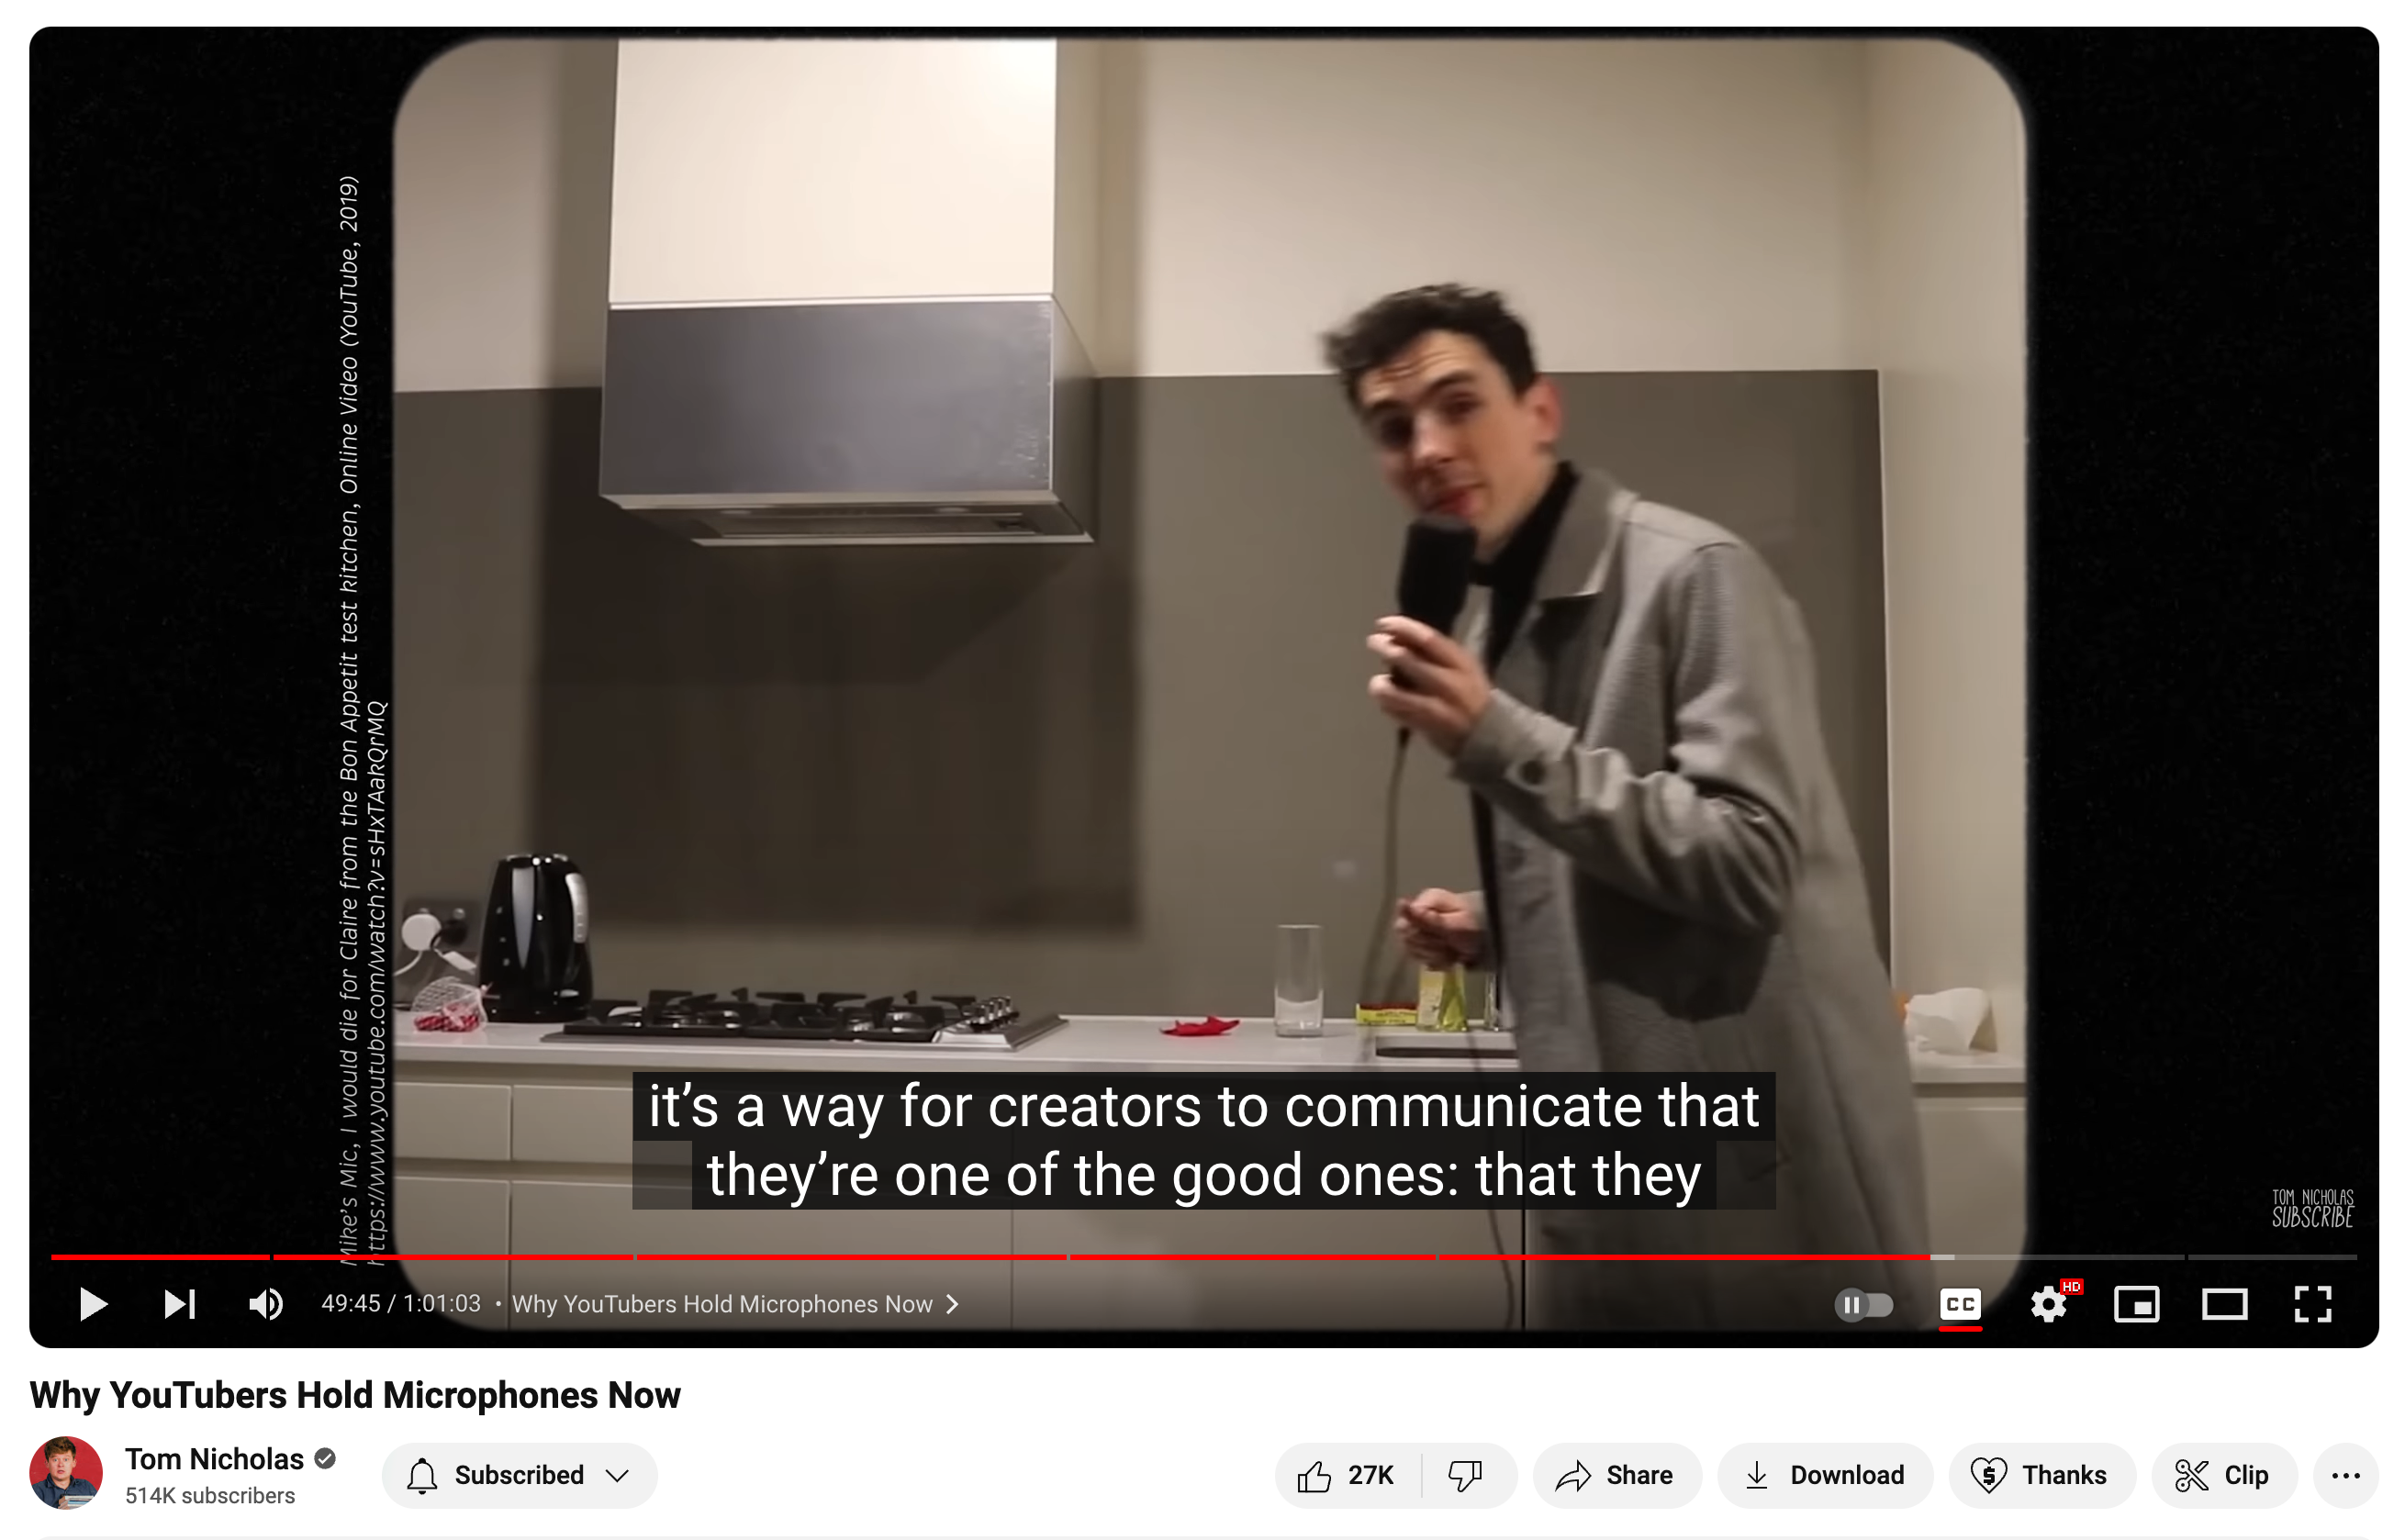 Mike's Mic, I would die for Claire from the Bon Appetit test kitchen, Online Video (YouTube, 2019)
https://www.youtube.com/watch?v=sHxTAakQrMQ
it's a way for creators to communicate that
they're one of the good ones: that they
TOM NICHOLAS
SUBSCRIBE
49:45 / 1:01:03 • Why YouTubers Hold Microphones Now
CC
HD
Why YouTubers Hold Microphones Now
Tom Nicholas
514K subscribers
Subscribed
27K
Share
Download
Thanks
Clip